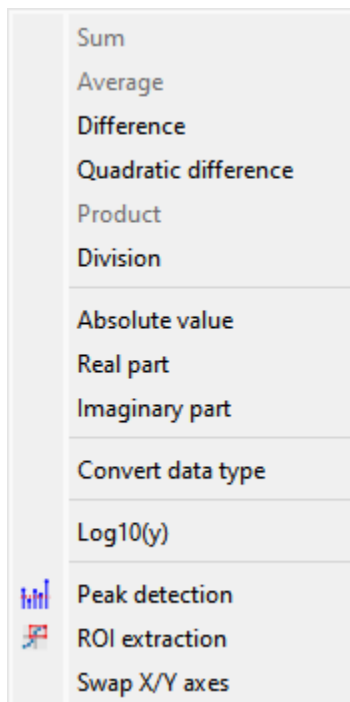 Sum
Average
Difference
Quadratic difference
Product
Division
Absolute value
Real part
Imaginary part
Convert data type
Log10(y)
Peak detection
ROI extraction
Swap X/Y axes